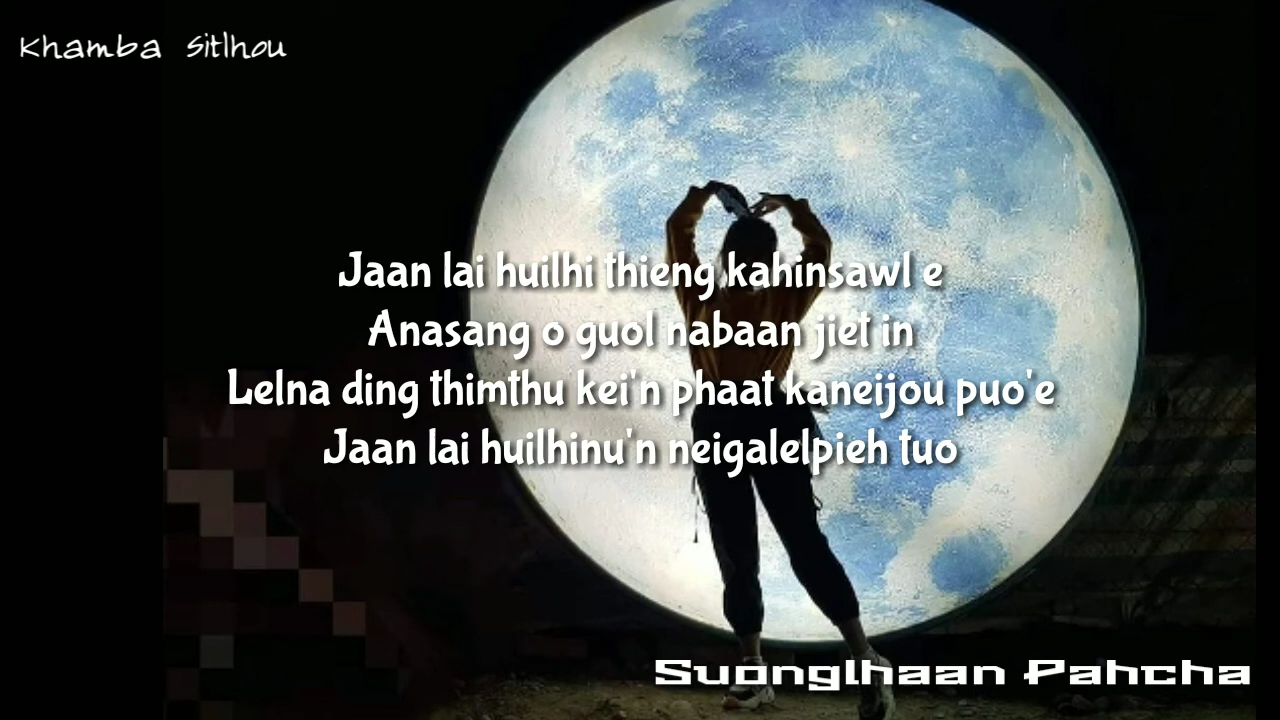 Khamba Sitlhou
Jaan lai huilhi thieng kahinsawl e
Anasang o guol nabaan jiet in
Lelna ding thimthu kei'n phaat kaneijou puo'e
Jaan lai huilhinu'n neigalelpieh tuo
Suonglhaan Pahcha